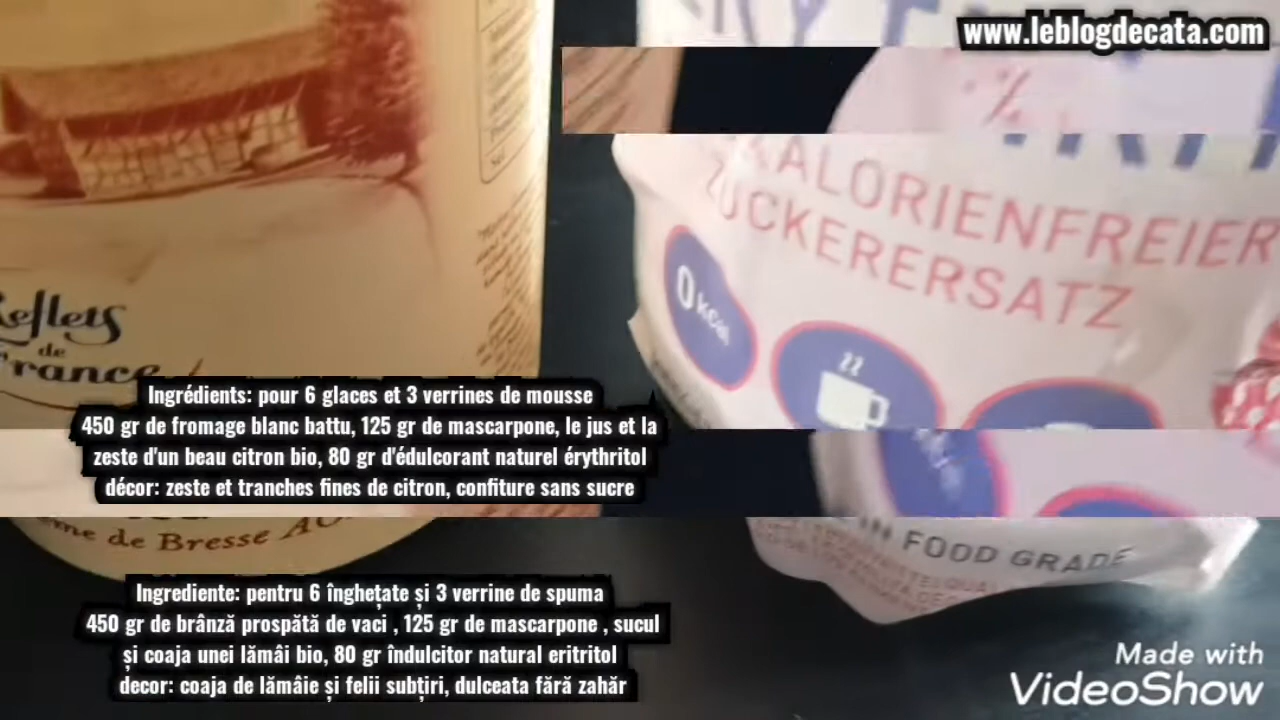 www.leblogdecata.com
KALORIENFREIER
ZUCKERERSATZ
0 kcal
Reflets
de
France
Ingrédients: pour 6 glaces et 3 verrines de mousse
450 gr de fromage blanc battu, 125 gr de mascarpone, le jus et la
zeste d'un beau citron bio, 80 gr d'édulcorant naturel érythritol
décor: zeste et tranches fines de citron, confiture sans sucre
de Bresse
FOOD GRADE
Ingrediente: pentru 6 înghețate și 3 verrine de spuma
450 gr de brânză prospătă de vaci , 125 gr de mascarpone , sucul
și coaja unei lămâi bio, 80 gr îndulcitor natural eritritol
decor: coaja de lămâie și felii subțiri, dulceata fără zahăr
Made with
VideoShow